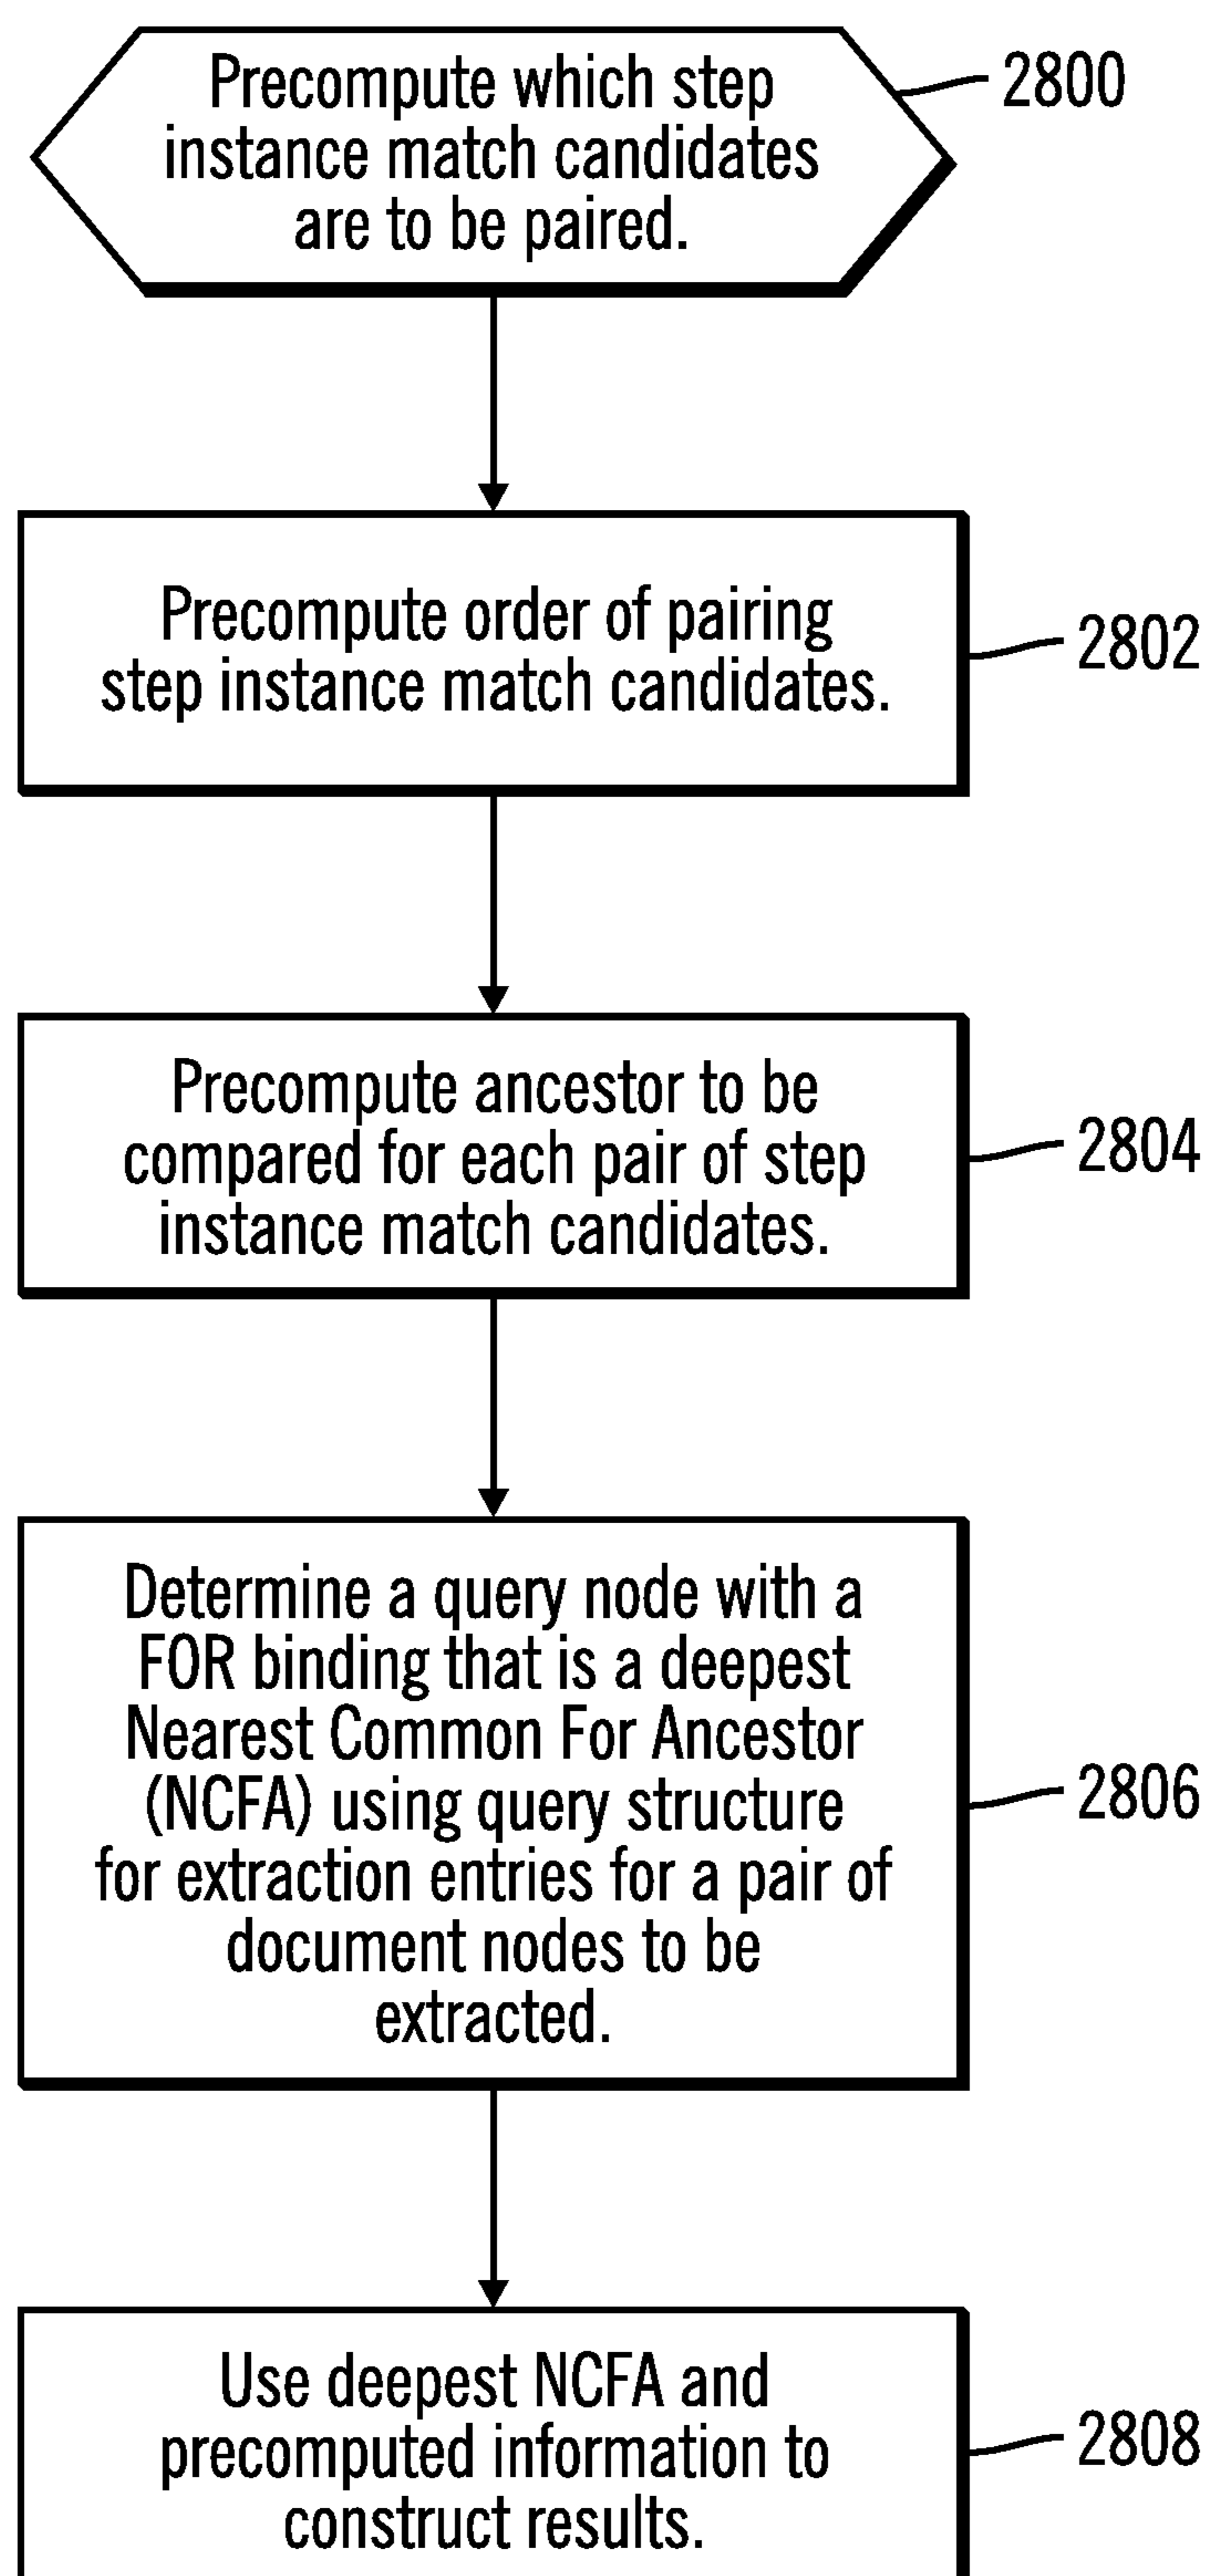 Precompute which step
instance match candidates
are to be paired.
2800
Precompute order of pairing
step instance match candidates.
2802
Precompute ancestor to be
compared for each pair of step
instance match candidates.
2804
Determine a query node with a
FOR binding that is a deepest
Nearest Common For Ancestor
(NCFA) using query structure
for extraction entries for a pair of
document nodes to be
extracted.
2806
Use deepest NCFA and
precomputed information to
construct results.
2808